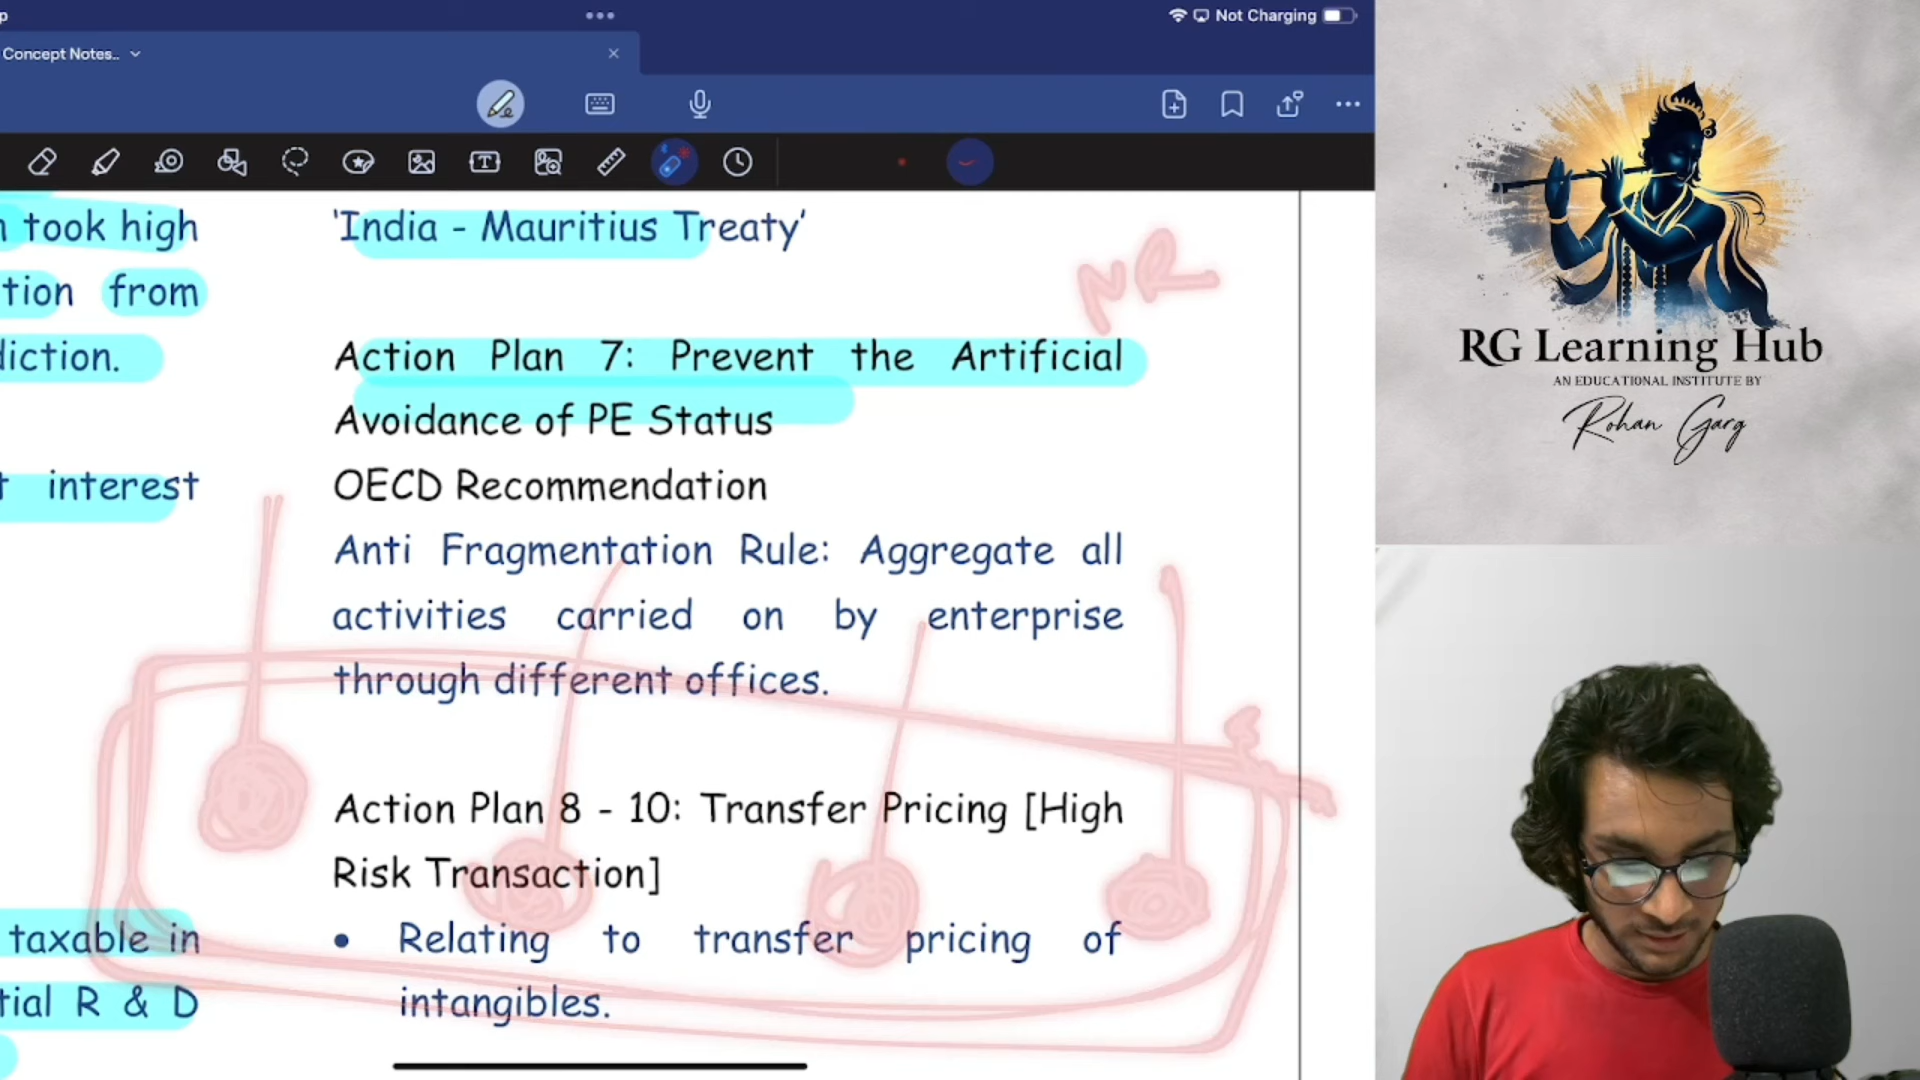 p
Not Charging
Concept Notes..
n took high
tion from
diction.
t interest
taxable in
tial R & D
'India - Mauritius Treaty'
NR
Action Plan 7: Prevent the Artificial
Avoidance of PE Status
OECD Recommendation
Anti Fragmentation Rule: Aggregate all
activities carried on by enterprise
through different offices.
Action Plan 8 - 10: Transfer Pricing [High
Risk Transaction]
• Relating to transfer pricing of
intangibles.
RG Learning Hub
AN EDUCATIONAL INSTITUTE BY
Rohan Garg